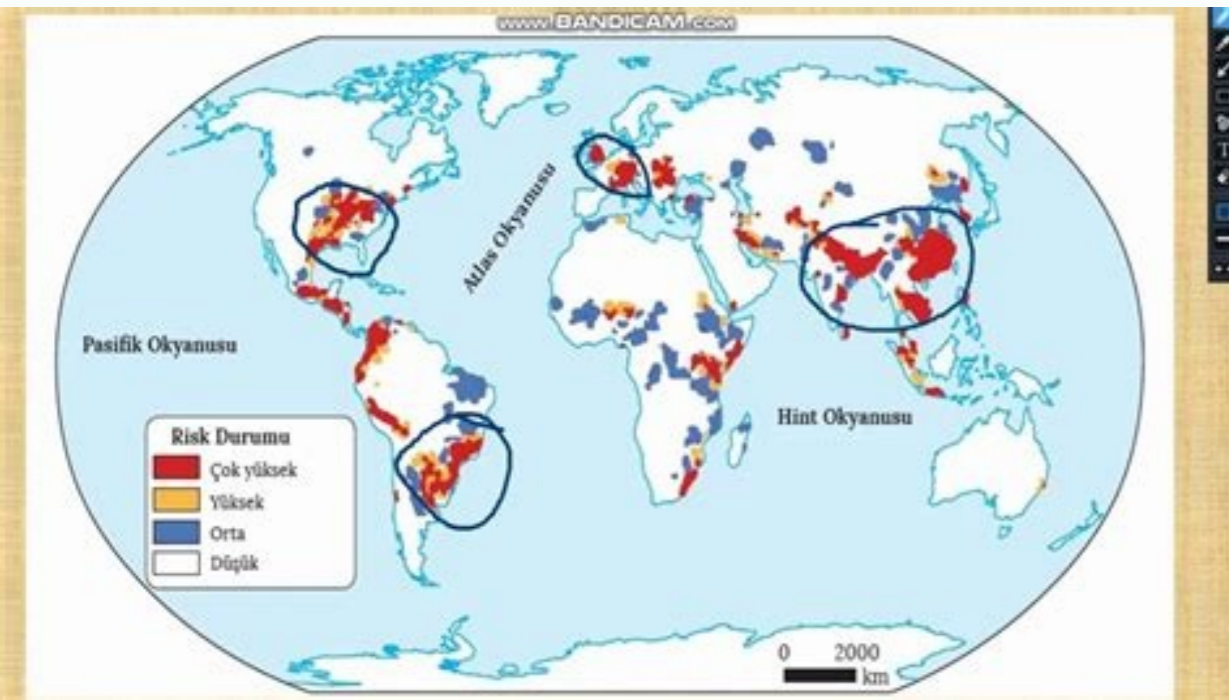 www.BANDICAM.com
Atlas Okyanusu
Pasifik Okyanusu
Hint Okyanusu
Risk Durumu
Çok yüksek
Yüksek
Orta
Düşük
0 2000
km